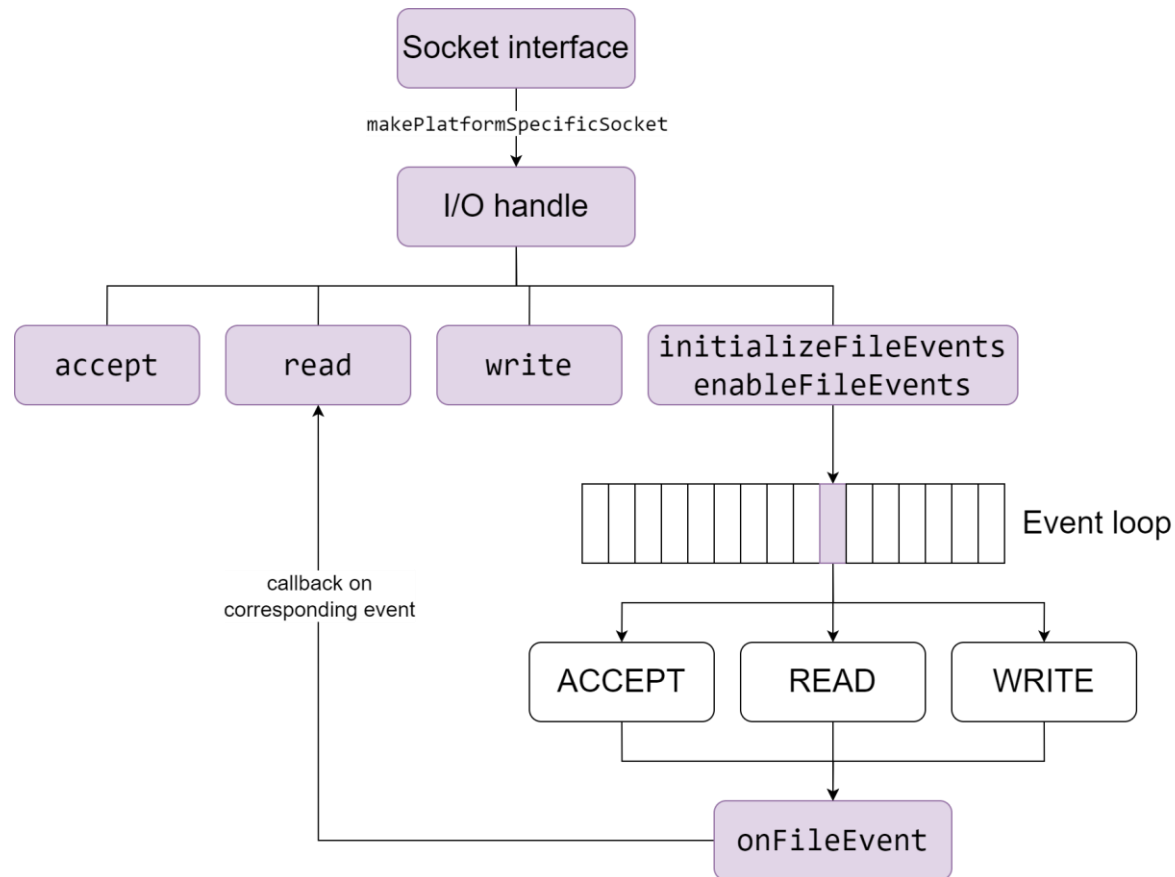 Socket interface
makePlatformSpecificSocket
I/O handle
accept
read
write
initializeFileEvents
enableFileEvents
Event loop
callback on
corresponding event
ACCEPT
READ
WRITE
onFileEvent